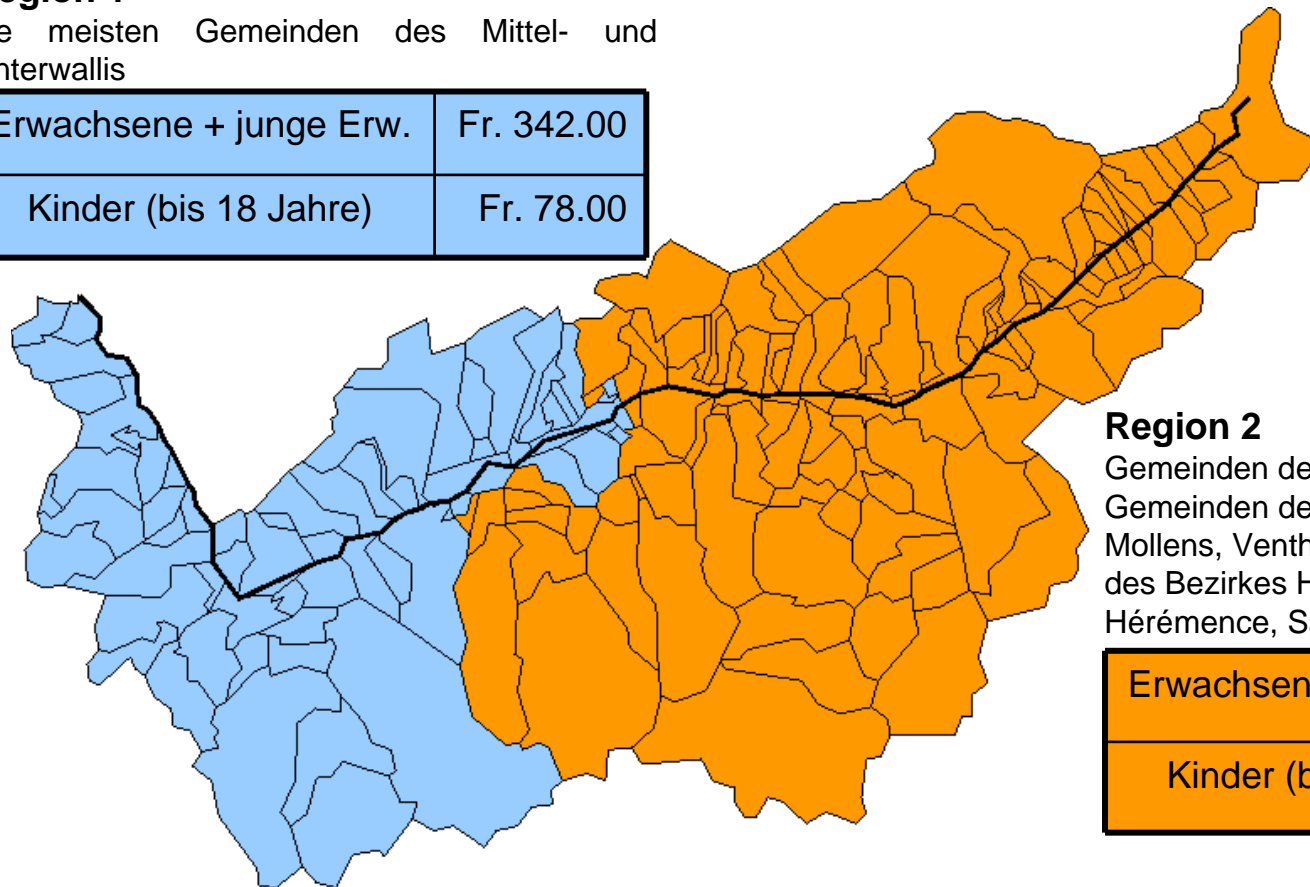 e meisten Gemeinden des Mittel- und
nterwallis
Erwachsene + junge Erw. Fr. 342.00
Kinder (bis 18 Jahre) Fr. 78.00
Region 2
Gemeinden de
Gemeinden de
Mollens, Venth
des Bezirkes H
Hérémence, S
Erwachsen
Kinder (b